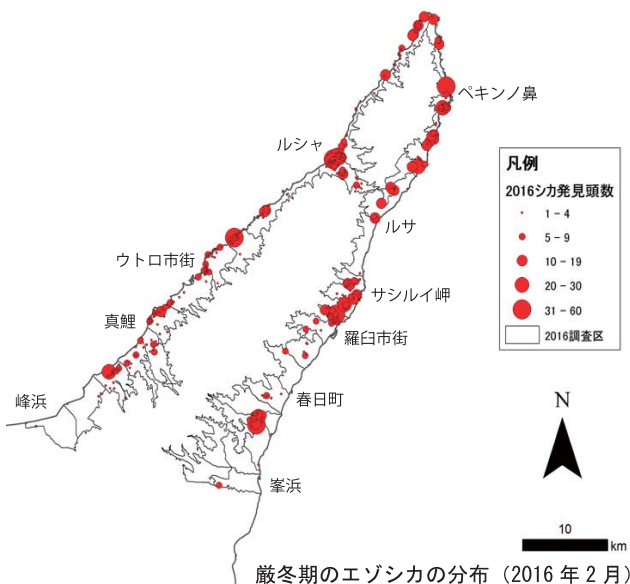 ペキンノ鼻
ルシャ
ルサ
ウトロ市街
サシルイ岬
真鯉
羅臼市街
春日町
峰浜
峯浜
凡例
2016シカ発見頭数
1 - 4
5 - 9
10 - 19
20 - 30
31 - 60
2016調査区
N
10
km
厳冬期のエゾシカの分布（2016 年 2 月）